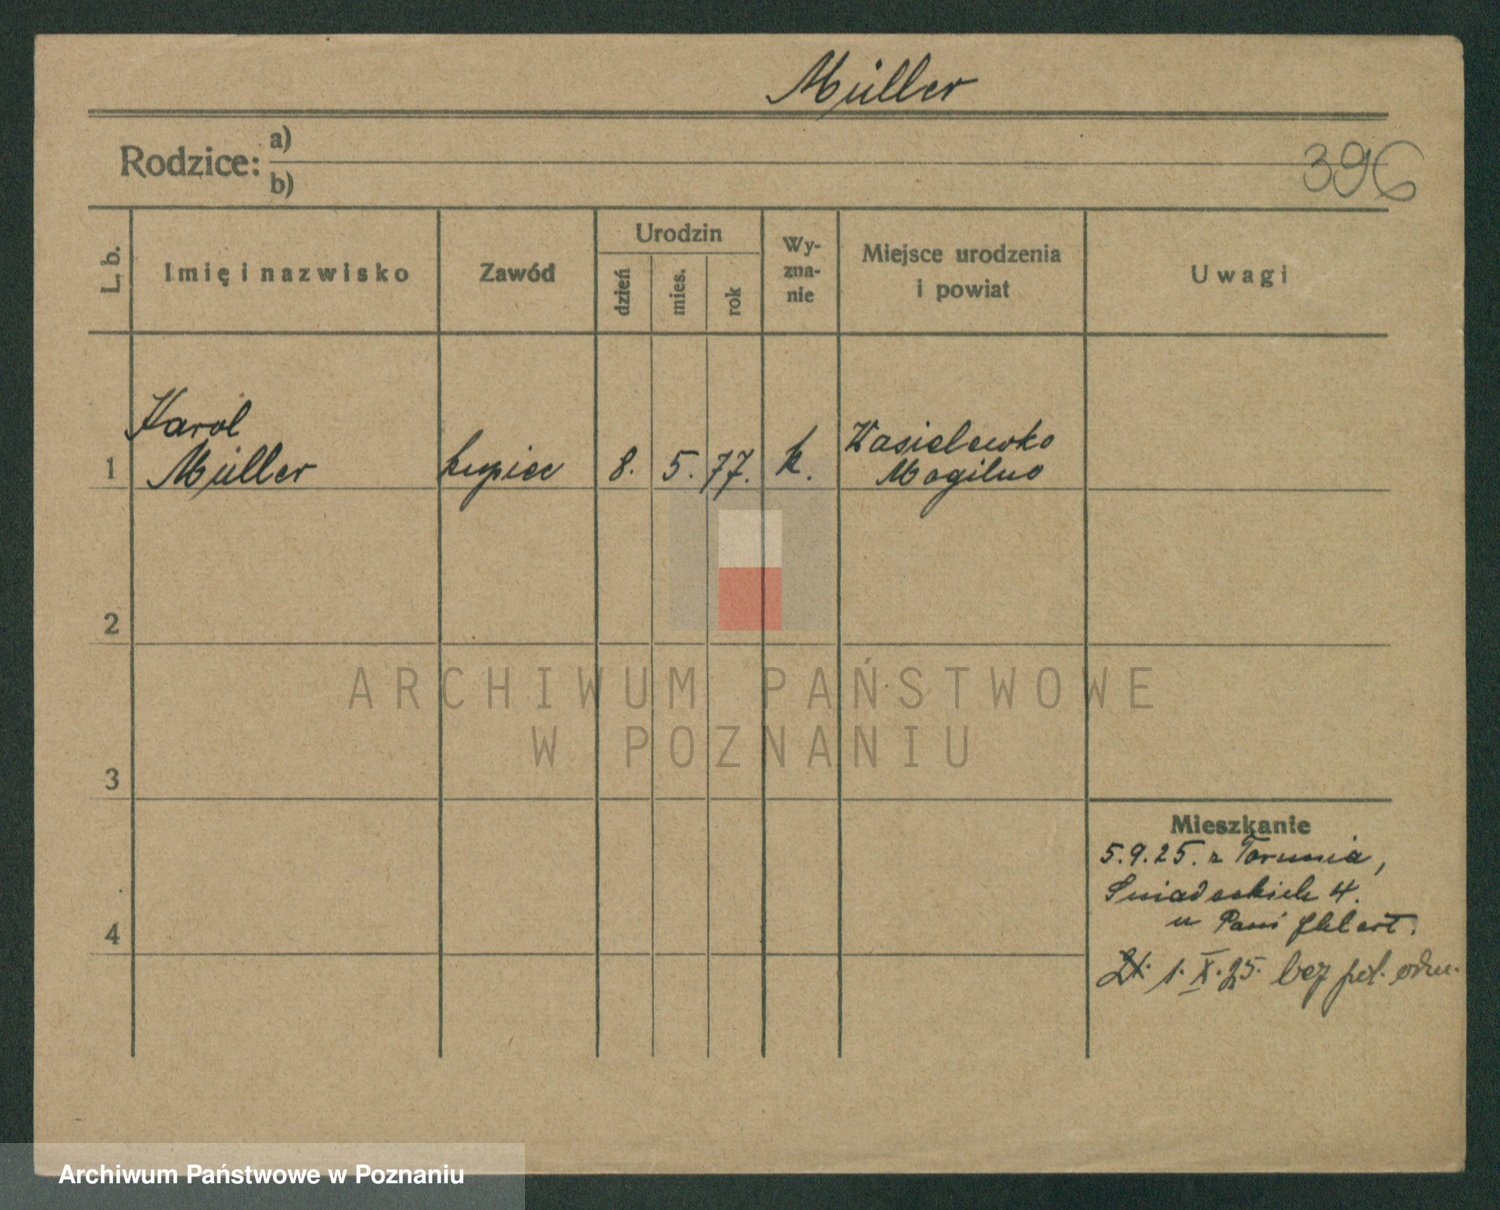 Müller
Rodzice: a)
b)
396
L. b.
Imię i nazwisko
Zawód
Urodzin
dzień
mies.
rok
Wy-
zna-
nie
Miejsce urodzenia
i powiat
Uwagi
Karol
1 Müller kupiec 8. 5. 77. k.
Wasielewko
Mogilno
2
3
4
Mieszkanie
5.9.25. z Torunia,
Śniadeckich 4.
u Pani
1. X. 25. bez pol. odm.
ARCHIWUM PAŃSTWOWE
W POZNANIU
Archiwum Państwowe w Poznaniu